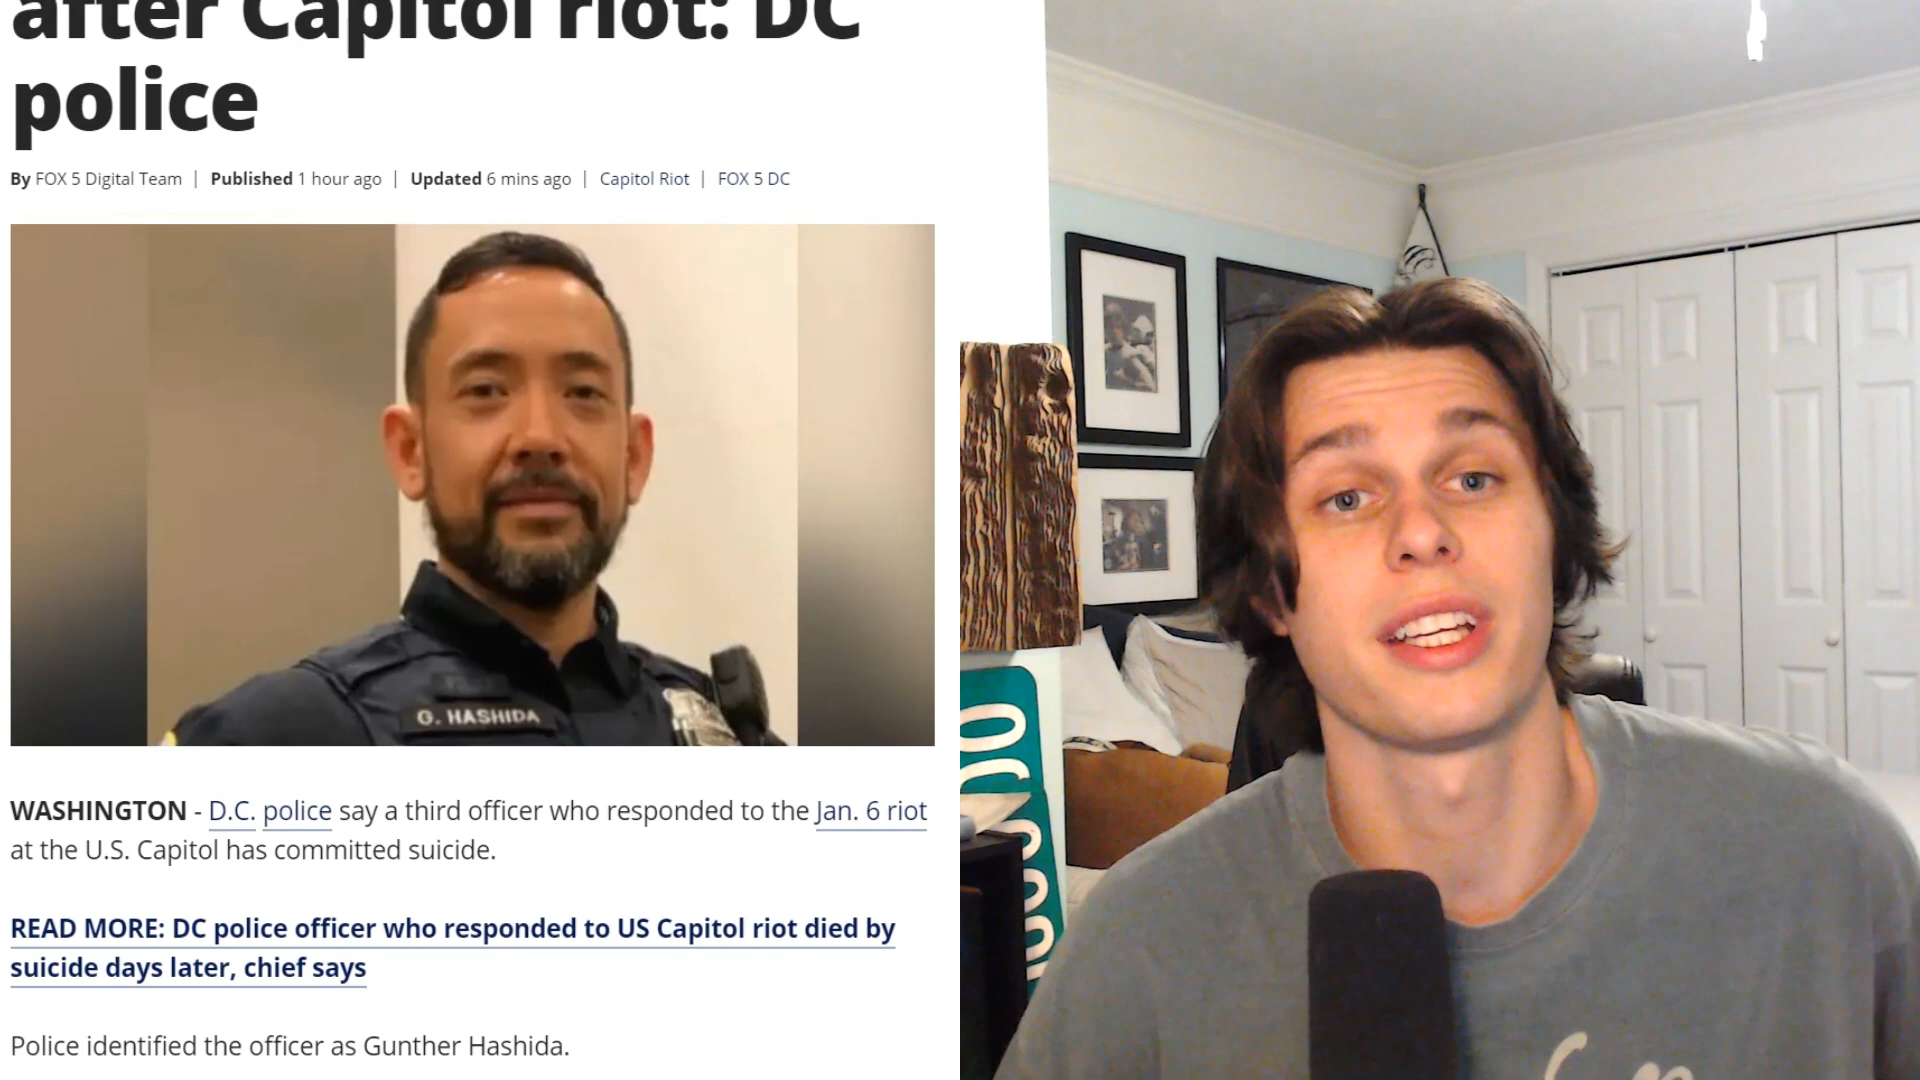 after Capitol riot: DC
police
By FOX 5 Digital Team | Published 1 hour ago | Updated 6 mins ago | Capitol Riot | FOX 5 DC
G. HASHIDA
WASHINGTON - D.C. police say a third officer who responded to the Jan. 6 riot
at the U.S. Capitol has committed suicide.
READ MORE: DC police officer who responded to US Capitol riot died by
suicide days later, chief says
Police identified the officer as Gunther Hashida.